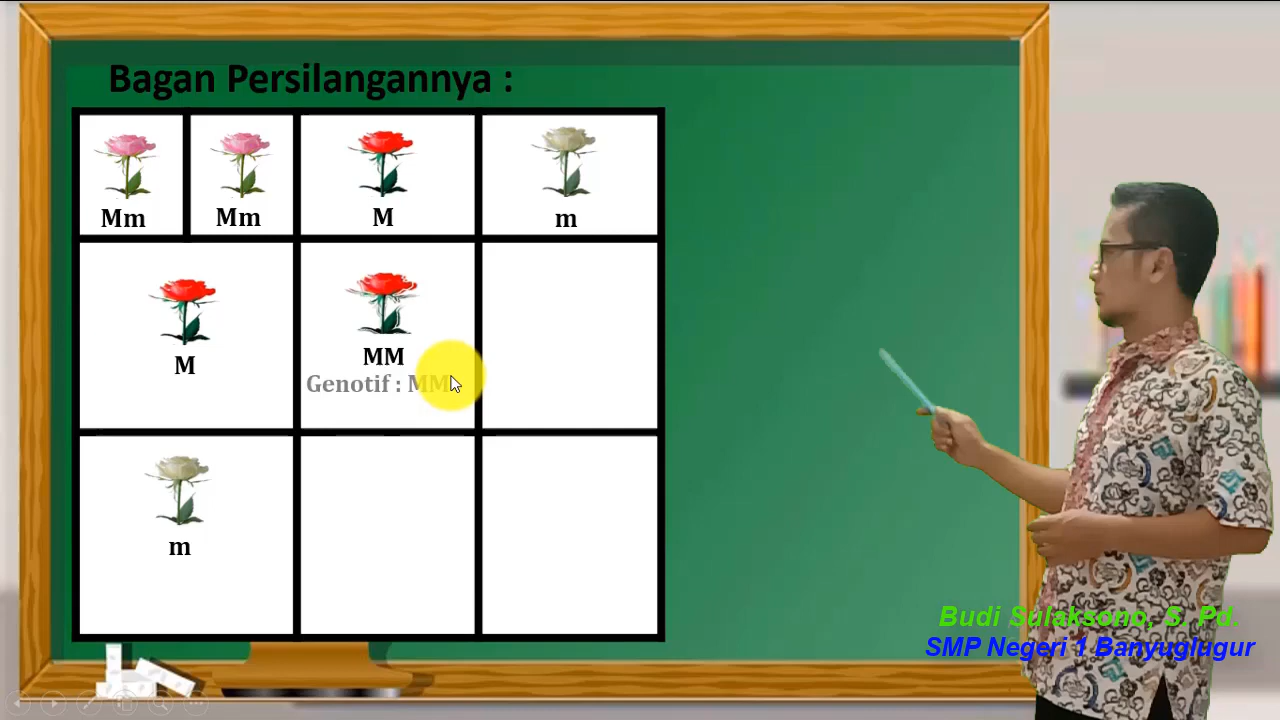 Bagan Persilangannya :
Mm
Mm
M
m
M
MM
Genotif : MM
m
Budi Sulaksono, S. Pd.
SMP Negeri 1 Banyuglugur